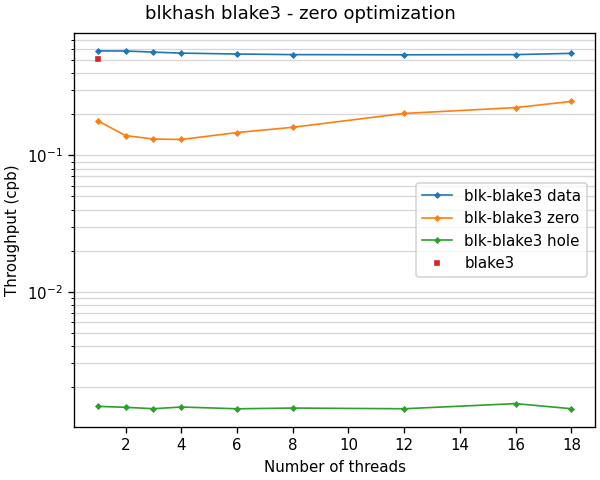 blkhash blake3 - zero optimization
Throughput (cpb)
10⁻¹
10⁻²
blk-blake3 data
blk-blake3 zero
blk-blake3 hole
blake3
2 4 6 8 10 12 14 16 18
Number of threads